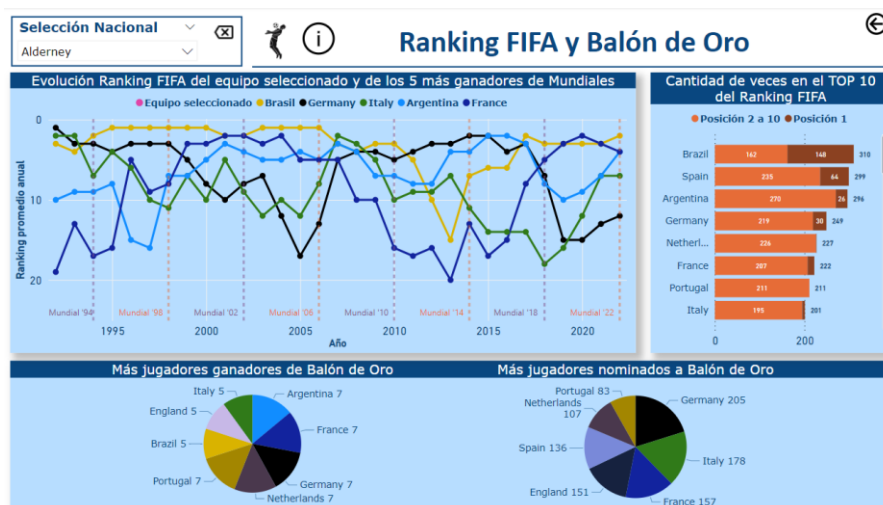 Selección Nacional
Alderney
i
Ranking FIFA y Balón de Oro
Evolución Ranking FIFA del equipo seleccionado y de los 5 más ganadores de Mundiales
Equipo seleccionado Brasil Germany Italy Argentina France
Ranking promedio anual
0
10
20
Mundial '94
Mundial '98
Mundial '02
Mundial '06
Mundial '10
Mundial '14
Mundial '18
Mundial '22
1995
2000
2005
2010
2015
2020
Año
Cantidad de veces en el TOP 10
del Ranking FIFA
Posición 2 a 10 Posición 1
Brazil 162 148 310
Spain 235 64 299
Argentina 270 26 296
Germany 219 30 249
Netherl... 226 227
France 207 222
Portugal 211 211
Italy 195 201
0 200
Más jugadores ganadores de Balón de Oro
Italy 5
Argentina 7
England 5
France 7
Brazil 5
Portugal 7
Germany 7
Netherlands 7
Más jugadores nominados a Balón de Oro
Portugal 83
Germany 205
Netherlands
107
Spain 136
Italy 178
England 151
France 157